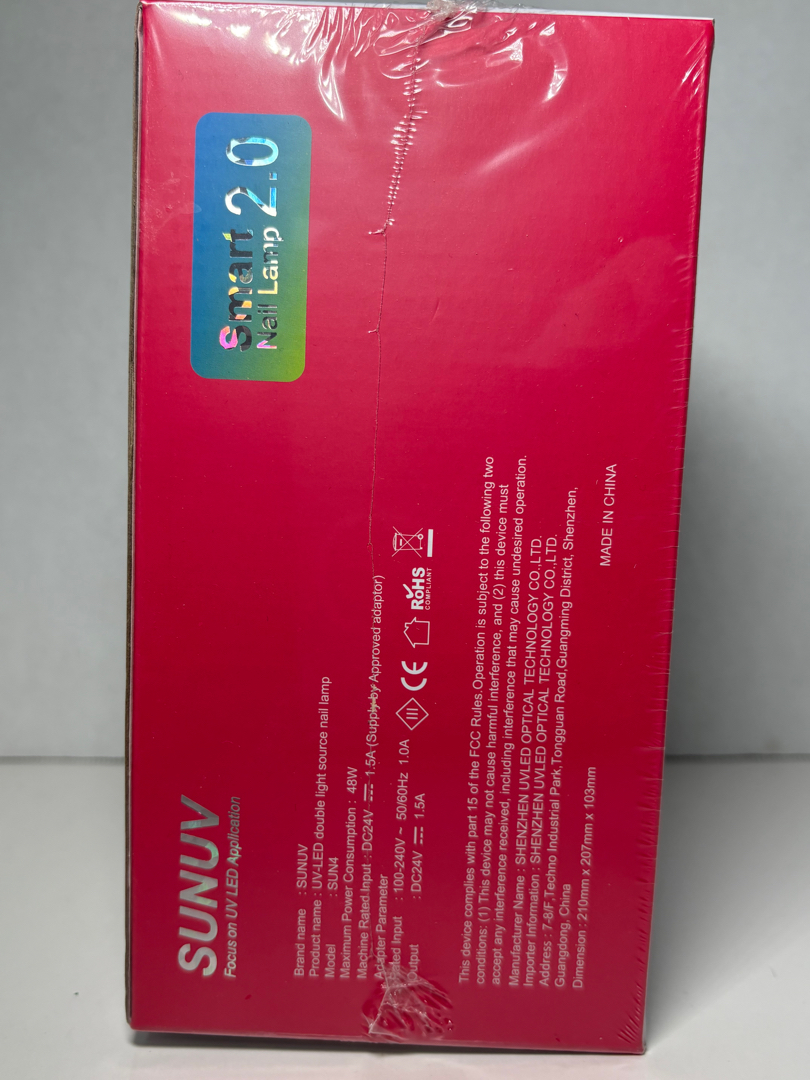 SUNUV
Focus on UV LED Application
Smart 2.0
Nail Lamp
Brand name : SUNUV
Product name : UV-LED double light source nail lamp
Model : SUN4
Maximum Power Consumption : 48W
Machine Rated Input : DC24V 1.5A (Supply by Approved adaptor)
Adapter Parameter
Rated Input : 100-240V~ 50/60Hz 1.0A
Output : DC24V 1.5A
III
CE
RoHS
COMPLIANT
This device complies with part 15 of the FCC Rules.Operation is subject to the following two
conditions: (1) This device may not cause harmful interference, and (2) this device must
accept any interference received, including interference that may cause undesired operation.
Manufacturer Name : SHENZHEN UVLED OPTICAL TECHNOLOGY CO.,LTD.
Importer Information : SHENZHEN UVLED OPTICAL TECHNOLOGY CO.,LTD.
Address : 7-8/F,Techno Industrial Park,Tongguan Road,Guangming District, Shenzhen,
Guangdong, China
Dimension : 210mm x 207mm x 103mm
MADE IN CHINA